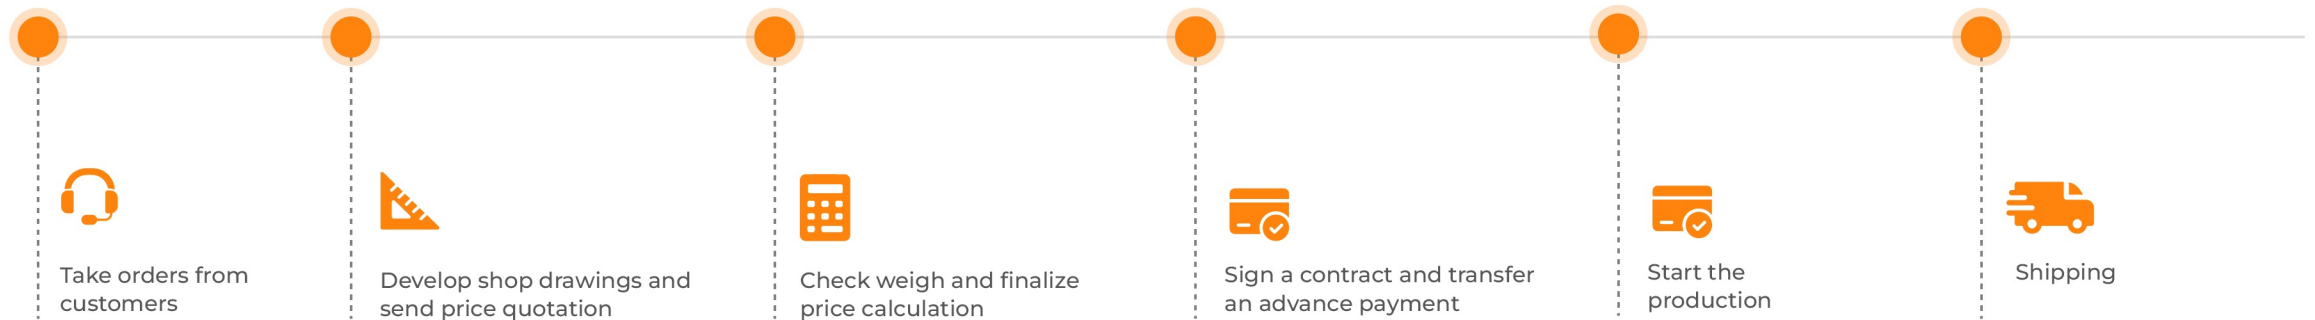 Take orders from
customers
Develop shop drawings and
send price quotation
Check weigh and finalize
price calculation
Sign a contract and transfer
an advance payment
Start the
production
Shipping